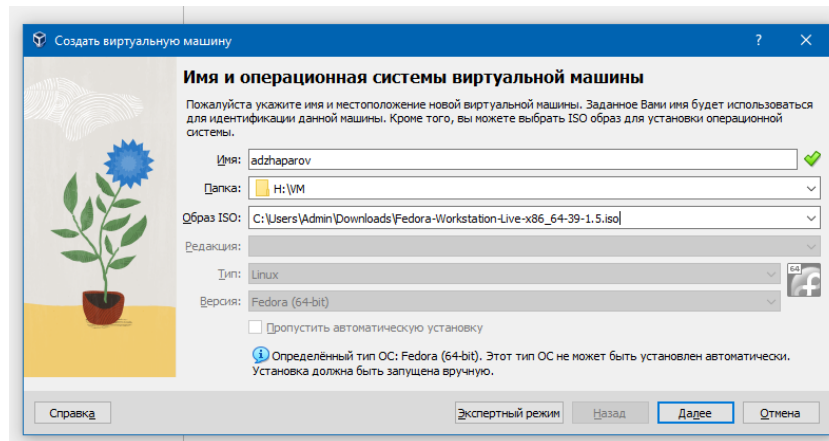 Создать виртуальную машину
?
Имя и операционная системы виртуальной машины
Пожалуйста укажите имя и местоположение новой виртуальной машины. Заданное Вами имя будет использоваться
для идентификации данной машины. Кроме того, вы можете выбрать ISO образ для установки операционной
системы.
Имя: adzhaparov
Папка: H:\VM
Образ ISO: C:\Users\Admin\Downloads\Fedora-Workstation-Live-x86_64-39-1.5.iso
Редакция:
Тип: Linux
64
Версия: Fedora (64-bit)
Пропустить автоматическую установку
Определённый тип ОС: Fedora (64-bit). Этот тип ОС не может быть установлен автоматически.
Установка должна быть запущена вручную.
Справка Экспертный режим Назад Далее Отмена